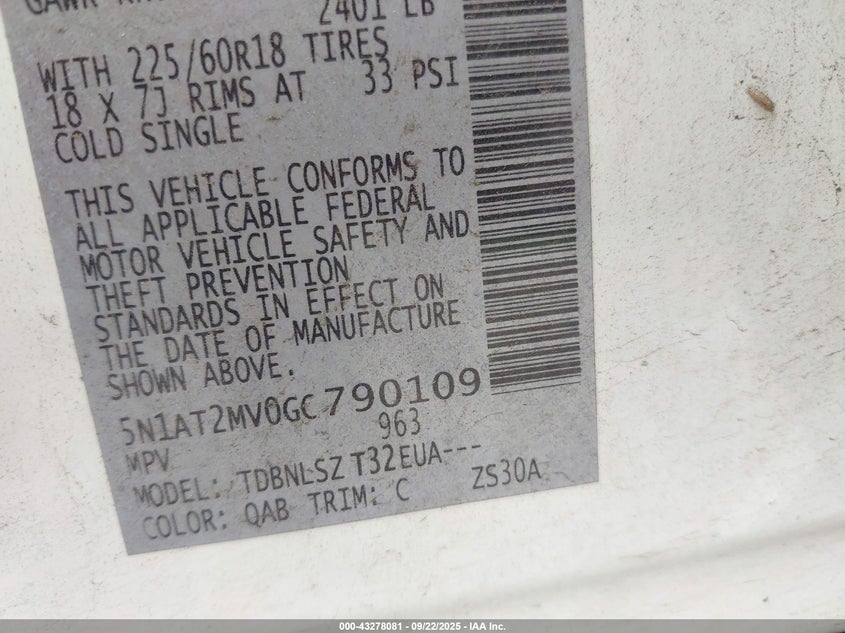 2401 LB
WITH 225/60R18 TIRES
18 X 7J RIMS AT 33 PSI
COLD SINGLE
THIS VEHICLE CONFORMS TO
ALL APPLICABLE FEDERAL
MOTOR VEHICLE SAFETY AND
THEFT PREVENTION
STANDARDS IN EFFECT ON
THE DATE OF MANUFACTURE
SHOWN ABOVE.
5N1AT2MV0GC790109
MPV 963
MODEL: TDBNLSZ T32EUA---
COLOR: QAB TRIM: C ZS30A
000-43278081 - 09/22/2025 - IAA Inc.